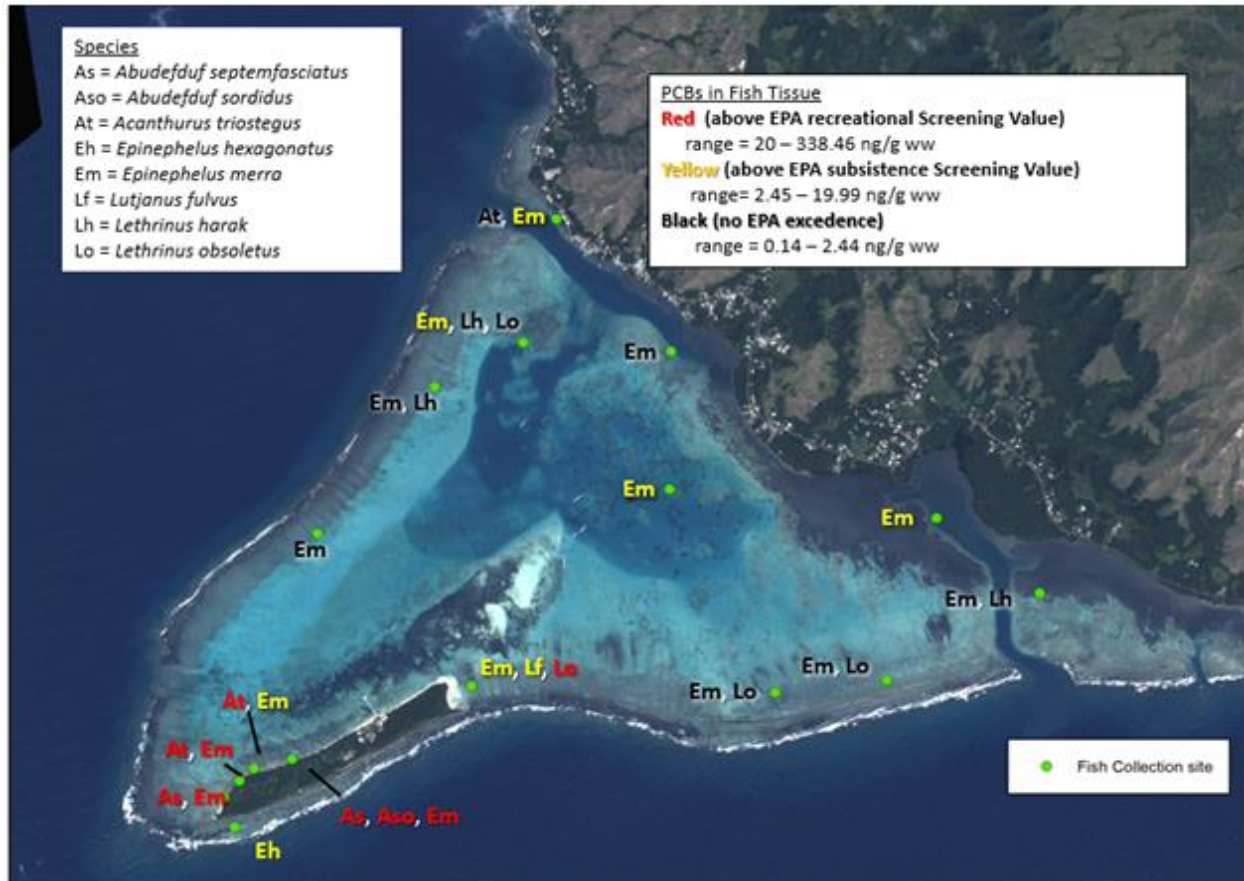 Species
As = Abudefduf septemfasciatus
Aso = Abudefduf sordidus
At = Acanthurus triostegus
Eh = Epinephelus hexagonatus
Em = Epinephelus merra
Lf = Lutjanus fulvus
Lh = Lethrinus harak
Lo = Lethrinus obsoletus
PCBs in Fish Tissue
Red (above EPA recreational Screening Value)
range = 20 – 338.46 ng/g ww
Yellow (above EPA subsistence Screening Value)
range= 2.45 – 19.99 ng/g ww
Black (no EPA excedence)
range = 0.14 – 2.44 ng/g ww
At, Em
Em, Lh, Lo
Em
Em, Lh
Em
Em
Em
Em, Lh
Em, Lf, Lo
Em, Lo
Em, Lo
At, Em
At, Em
As, Em
As, Aso, Em
Eh
Fish Collection site